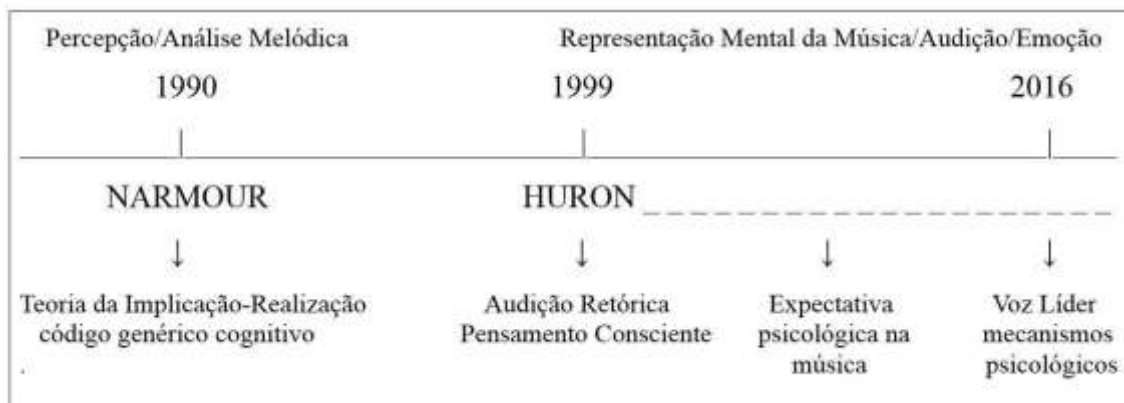 Percepção/Análise Melódica Representação Mental da Música/Audição/Emoção
1990 1999 2016
NARMOUR HURON
Teoria da Implicação-Realização Audição Retórica Expectativa Voz Líder
código genérico cognitivo Pensamento Consciente psicológica na mecanismos
. música psicológicos